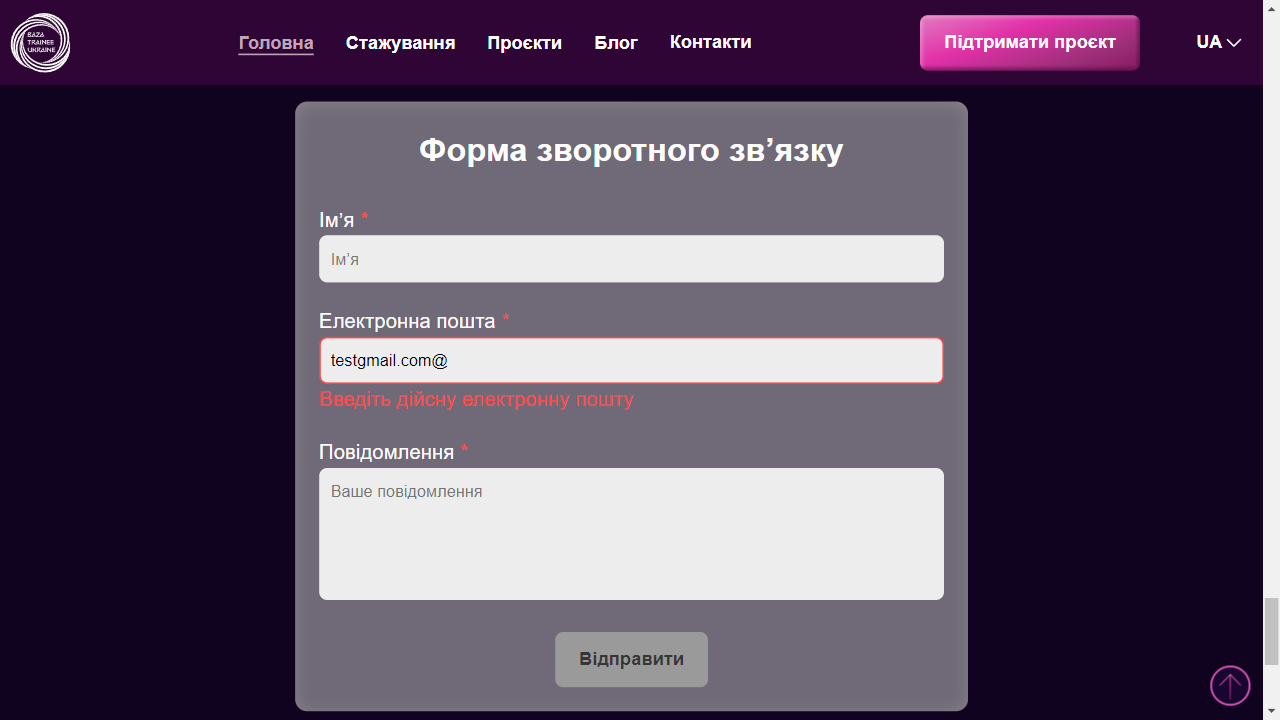 BAZA
TRAINEE
UKRAINE
Головна Стажування Проєкти Блог Контакти Підтримати проєкт UA
Форма зворотного зв’язку
Ім’я *
Ім’я
Електронна пошта *
testgmail.com@
Введіть дійсну електронну пошту
Повідомлення *
Ваше повідомлення
Відправити